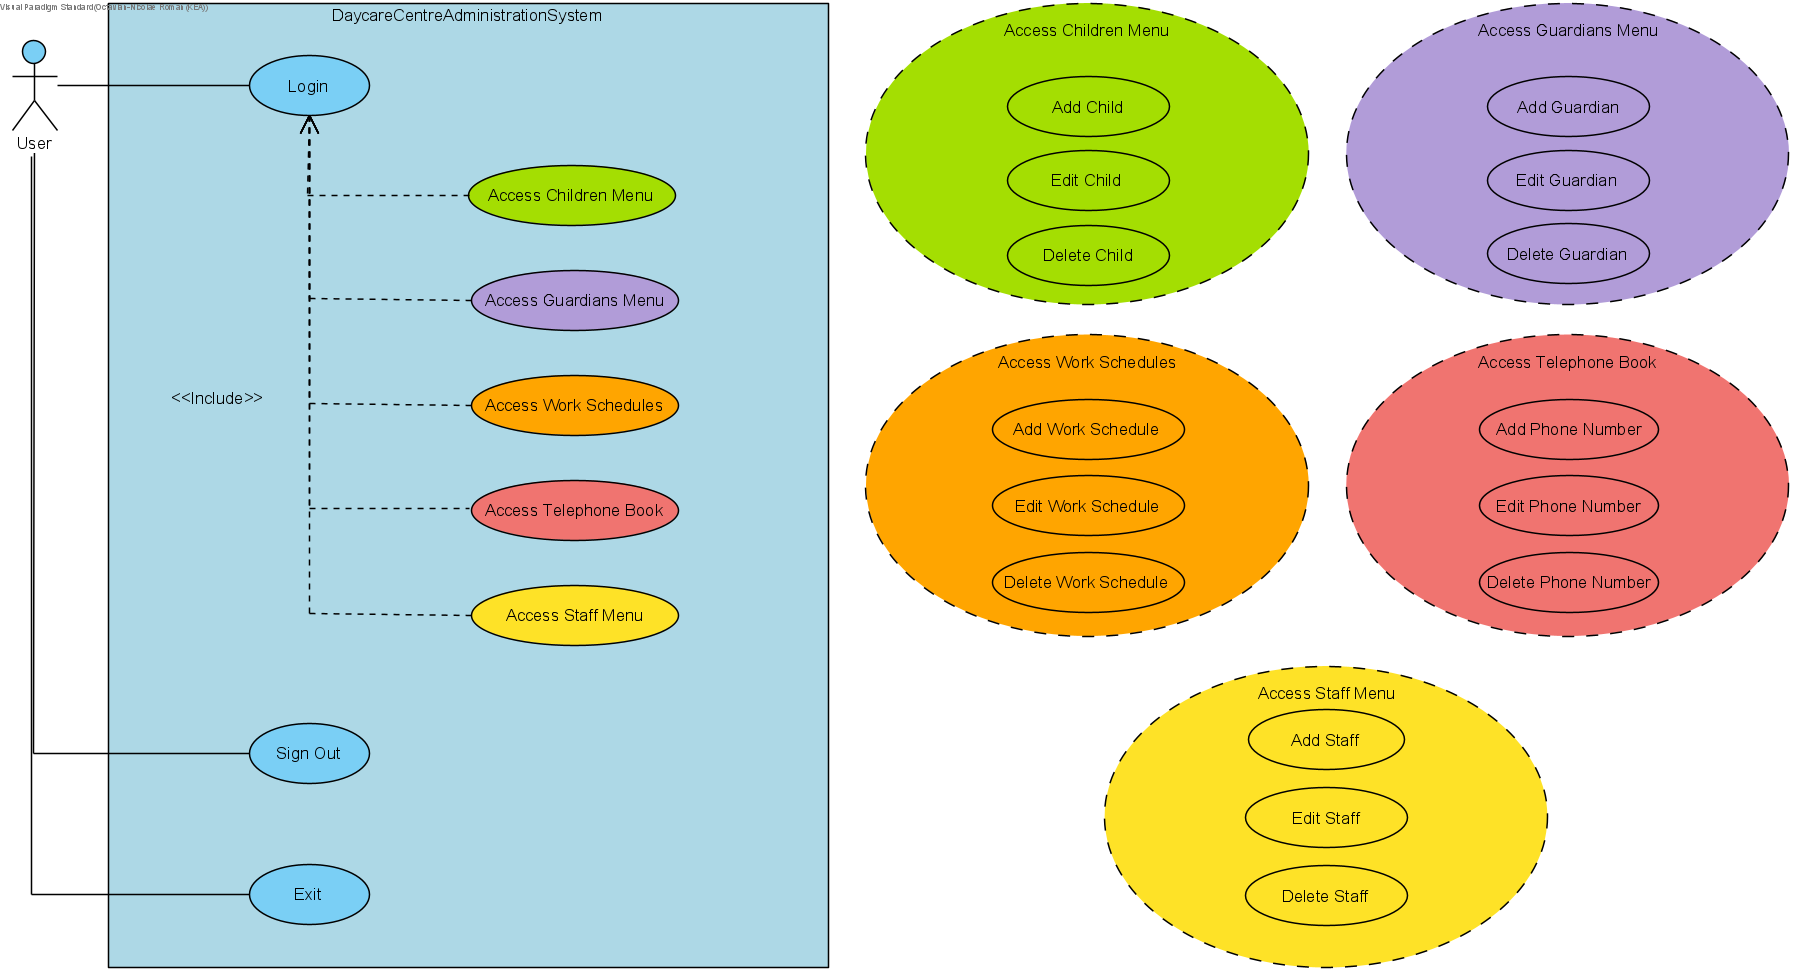 Visual Paradigm Standard(Octavian-Nicolae Roman(KEA))
DaycareCentreAdministrationSystem
User
Login
Access Children Menu
Access Guardians Menu
<<Include>>
Access Work Schedules
Access Telephone Book
Access Staff Menu
Sign Out
Exit
Access Children Menu
Add Child
Edit Child
Delete Child
Access Guardians Menu
Add Guardian
Edit Guardian
Delete Guardian
Access Work Schedules
Add Work Schedule
Edit Work Schedule
Delete Work Schedule
Access Telephone Book
Add Phone Number
Edit Phone Number
Delete Phone Number
Access Staff Menu
Add Staff
Edit Staff
Delete Staff